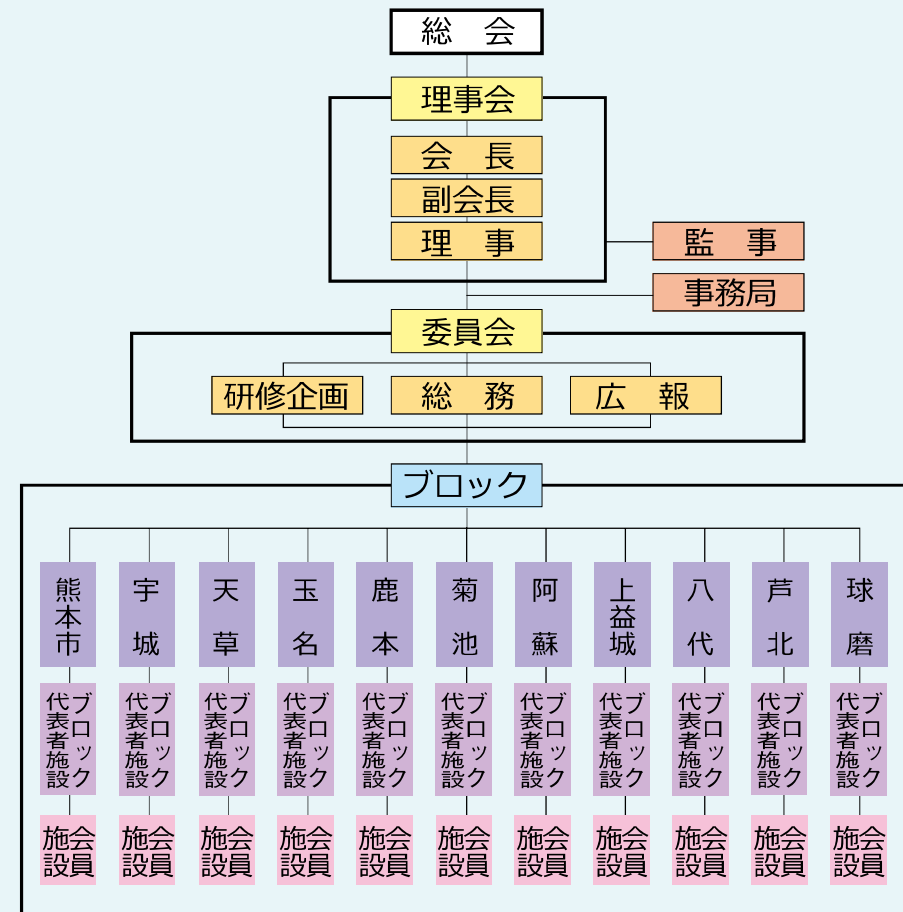 総　会
理事会
会　長
副会長
理　事
監　事
事務局
委員会
研修企画
総　務
広　報
ブロック
熊本市
宇　城
天　草
玉　名
鹿　本
菊　池
阿　蘇
上益城
八　代
芦　北
球　磨
ブロック
代表者施設
ブロック
代表者施設
ブロック
代表者施設
ブロック
代表者施設
ブロック
代表者施設
ブロック
代表者施設
ブロック
代表者施設
ブロック
代表者施設
ブロック
代表者施設
ブロック
代表者施設
ブロック
代表者施設
会員
施設
会員
施設
会員
施設
会員
施設
会員
施設
会員
施設
会員
施設
会員
施設
会員
施設
会員
施設
会員
施設